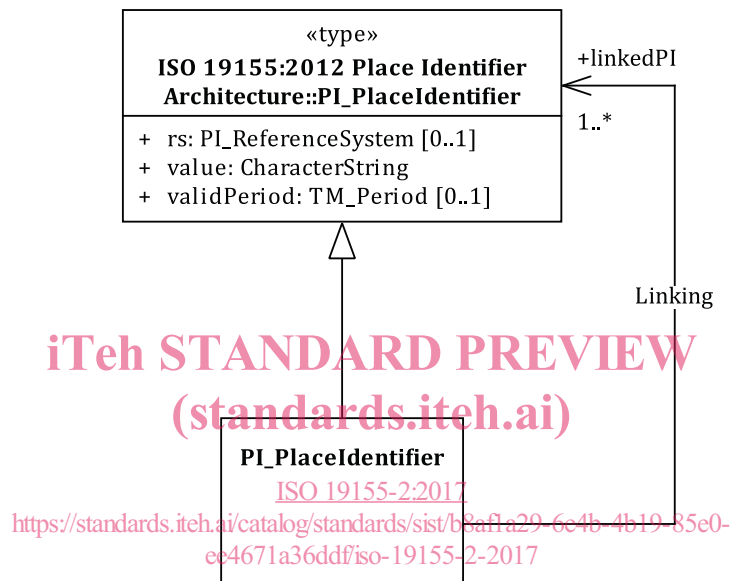 «type»
ISO 19155:2012 Place Identifier
Architecture::PI_PlaceIdentifier
+ rs: PI_ReferenceSystem [0..1]
+ value: CharacterString
+ validPeriod: TM_Period [0..1]
+linkedPI
1..*
Linking
iTeh STANDARD PREVIEW
(standards.iteh.ai)
PI_PlaceIdentifier
ISO 19155-2:2017
https://standards.iteh.ai/catalog/standards/sist/b8af1a29-6c4b-4b19-85e0-
ee4671a36ddf/iso-19155-2-2017